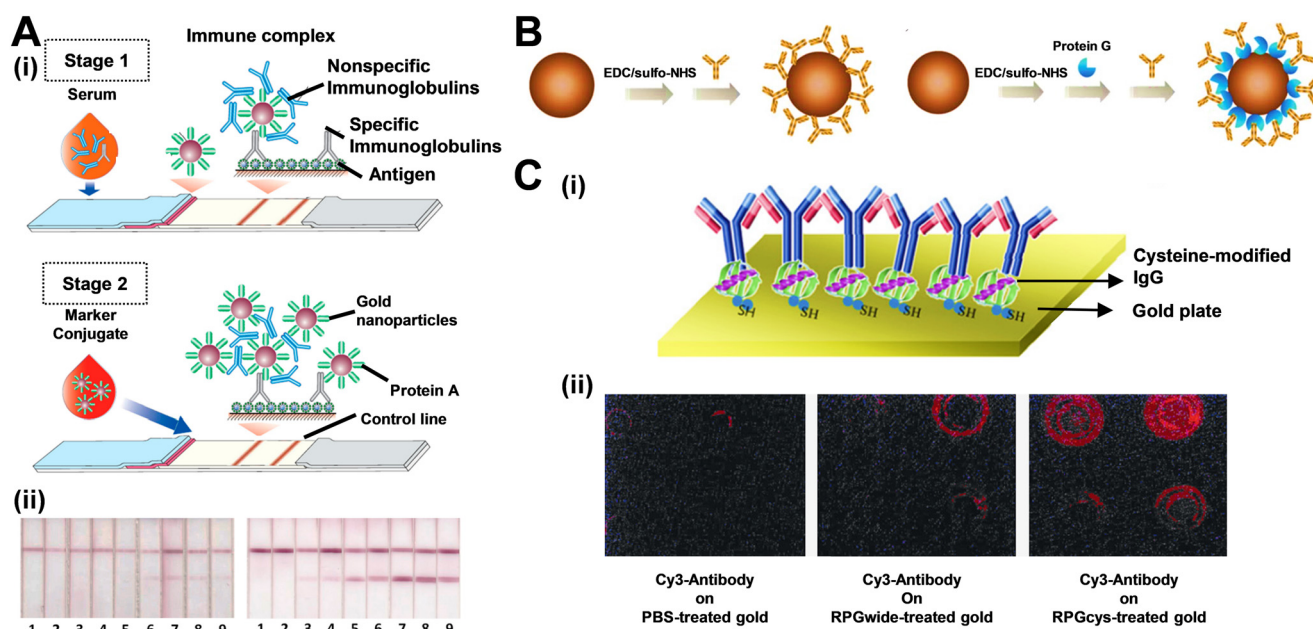 A
(i)
Stage 1
Serum
Immune complex
Nonspecific
Immunoglobulins
Specific
Immunoglobulins
Antigen
Stage 2
Marker
Conjugate
Gold
nanoparticles
Protein A
Control line
(ii)
1 2 3 4 5 6 7 8 9
1 2 3 4 5 6 7 8 9
B
EDC/sulfo-NHS
EDC/sulfo-NHS
Protein G
C
(i)
SH SH SH SH SH SH
Cysteine-modified
IgG
Gold plate
(ii)
Cy3-Antibody
on
PBS-treated gold
Cy3-Antibody
On
RPGwide-treated gold
Cy3-Antibody
on
RPGcys-treated gold